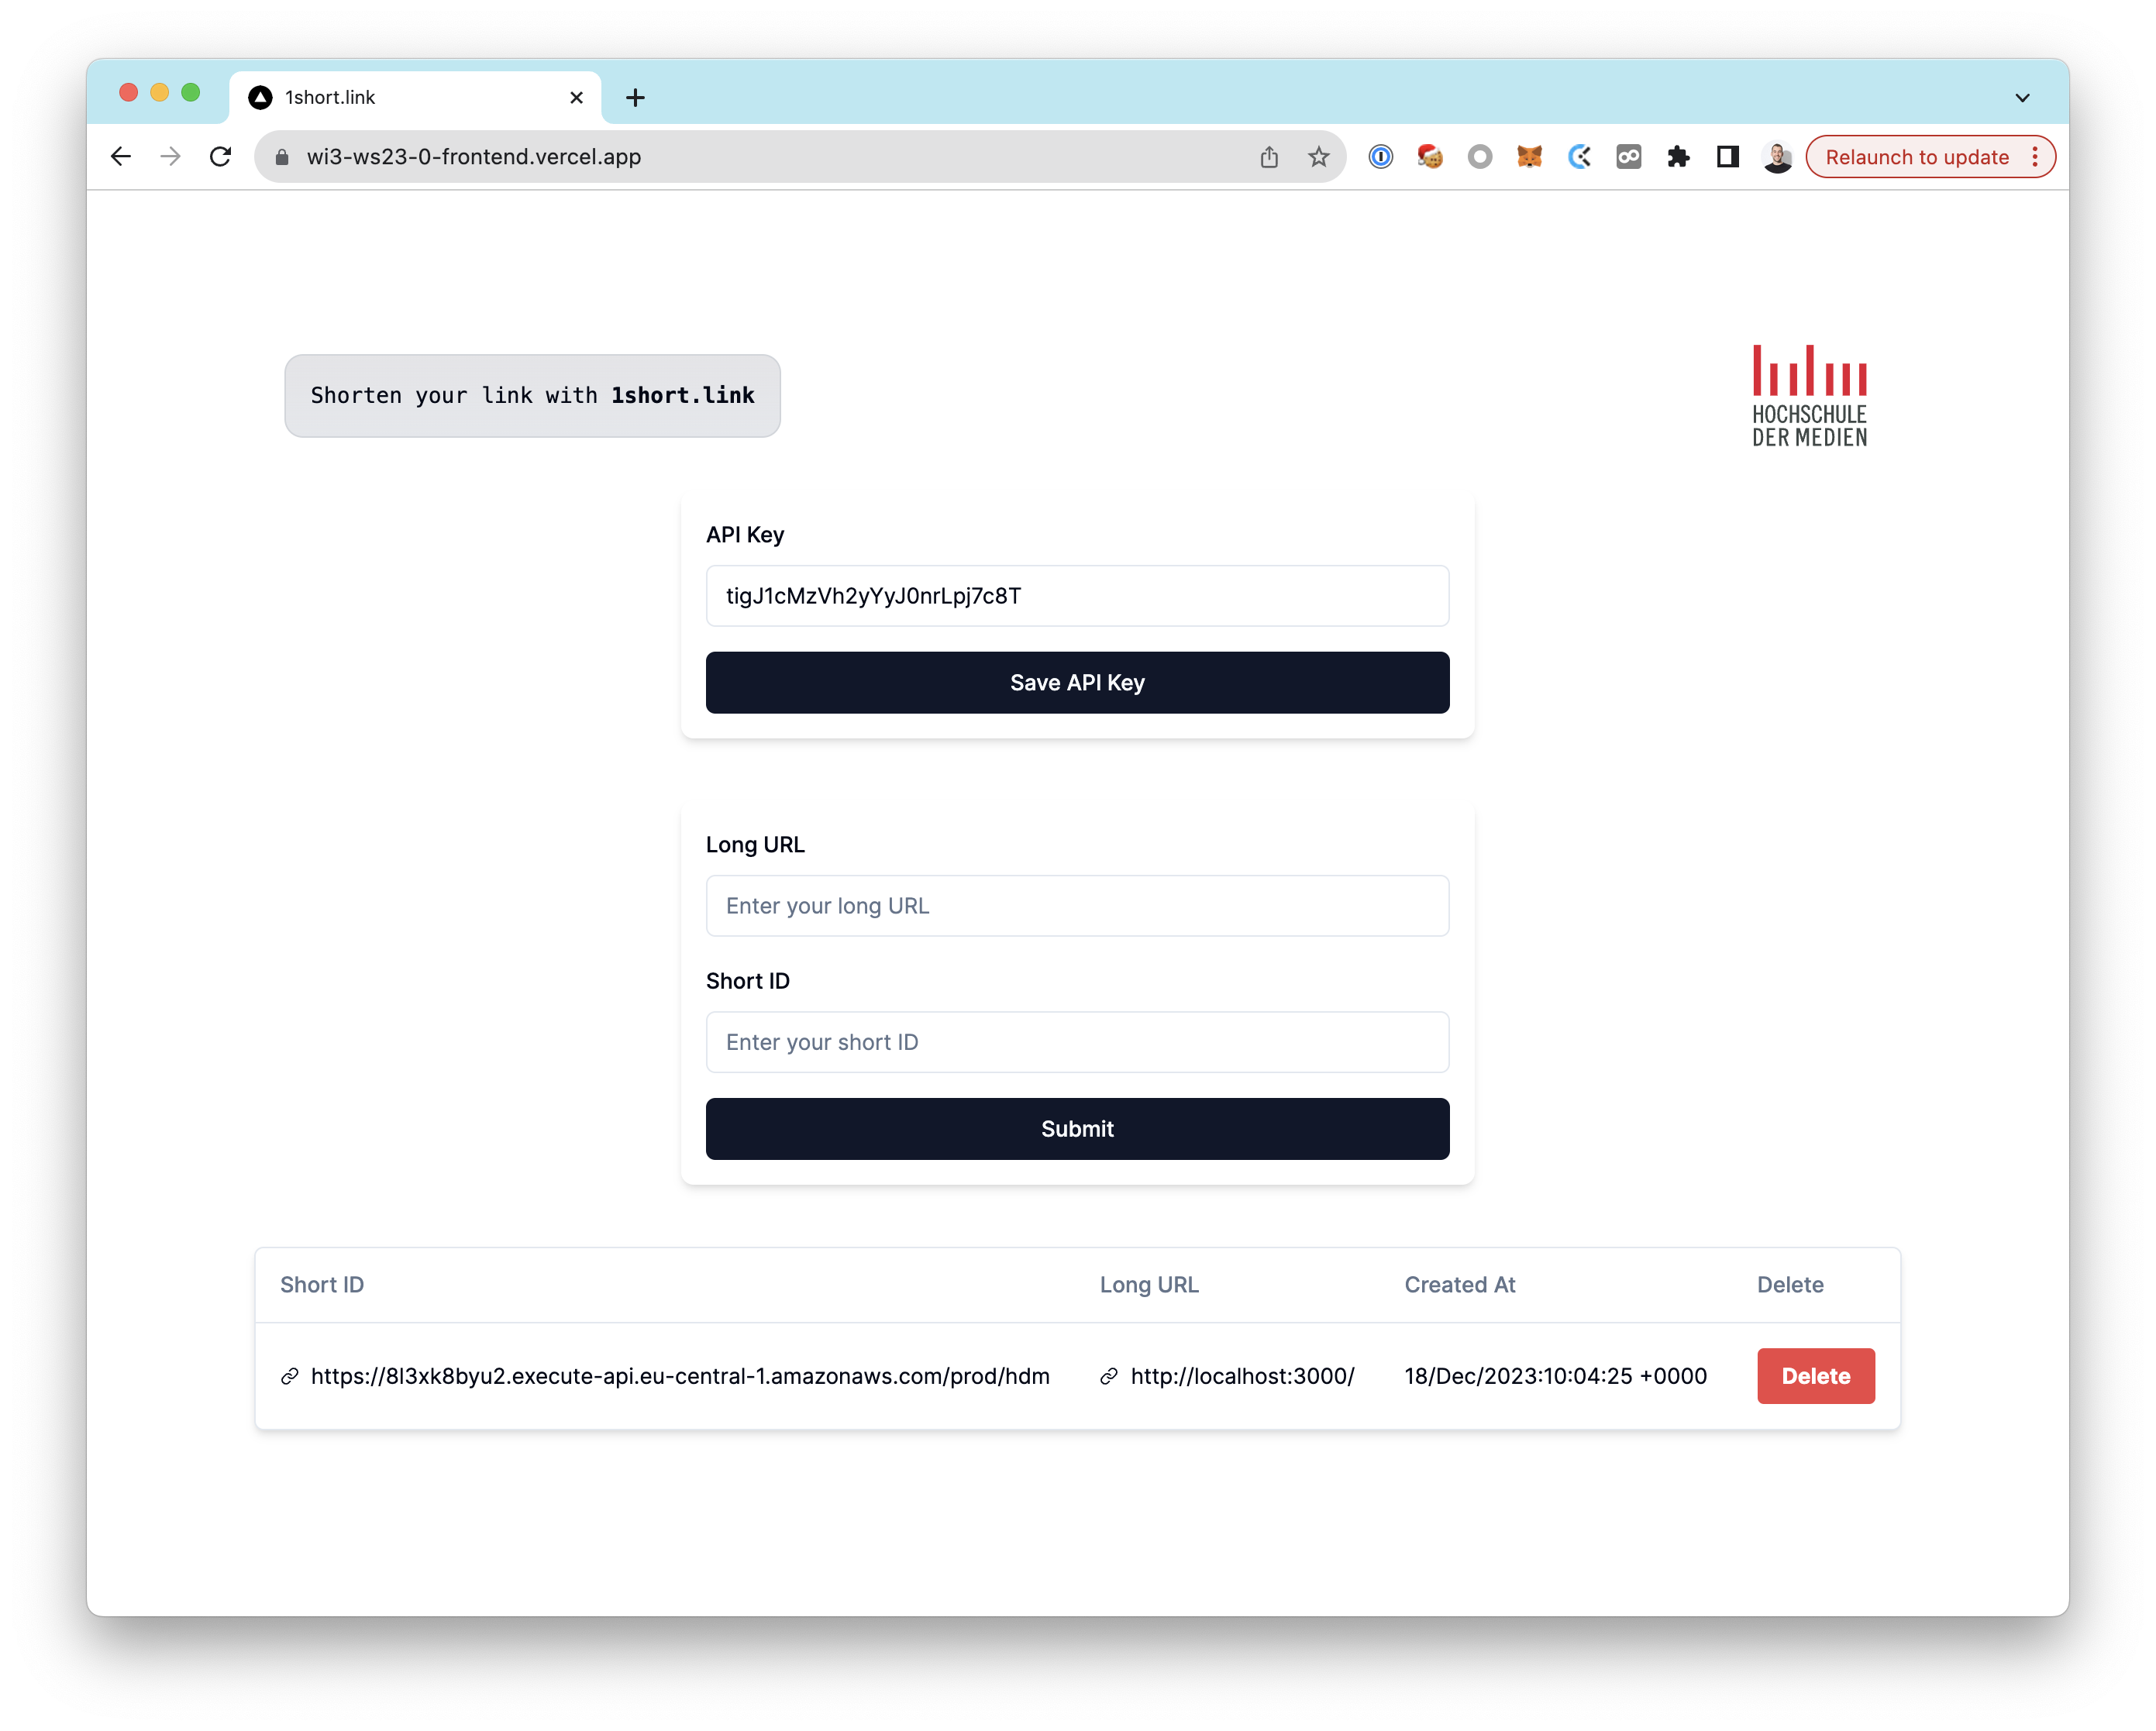 1short.link
wi3-ws23-0-frontend.vercel.app
Relaunch to update
Shorten your link with 1short.link
HOCHSCHULE
DER MEDIEN
API Key
tigJ1cMzVh2yYyJ0nrLpj7c8T
Save API Key
Long URL
Enter your long URL
Short ID
Enter your short ID
Submit
Short ID Long URL Created At Delete
https://8l3xk8byu2.execute-api.eu-central-1.amazonaws.com/prod/hdm http://localhost:3000/ 18/Dec/2023:10:04:25 +0000 Delete